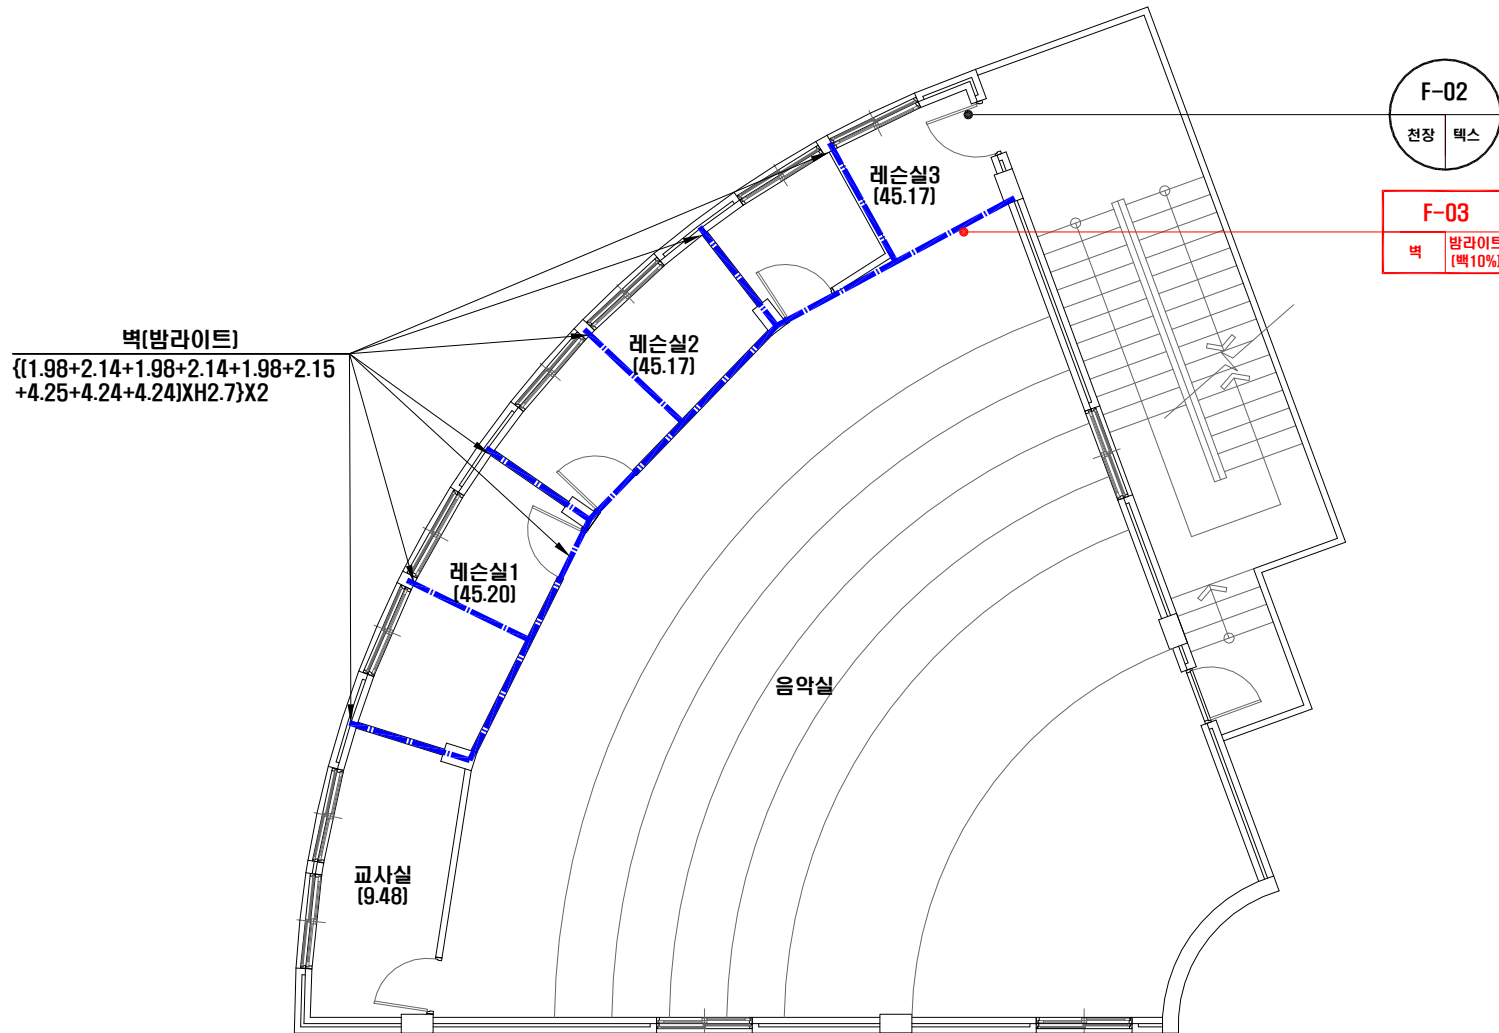 F-02
천장 텍스
레슨실3
(45.17)
F-03
벽 밤라이트
(백10%)
벽(밤라이트)
{(1.98+2.14+1.98+2.14+1.98+2.15
+4.25+4.24+4.24)XH2.7}X2
레슨실2
(45.17)
레슨실1
(45.20)
음악실
교사실
(9.48)